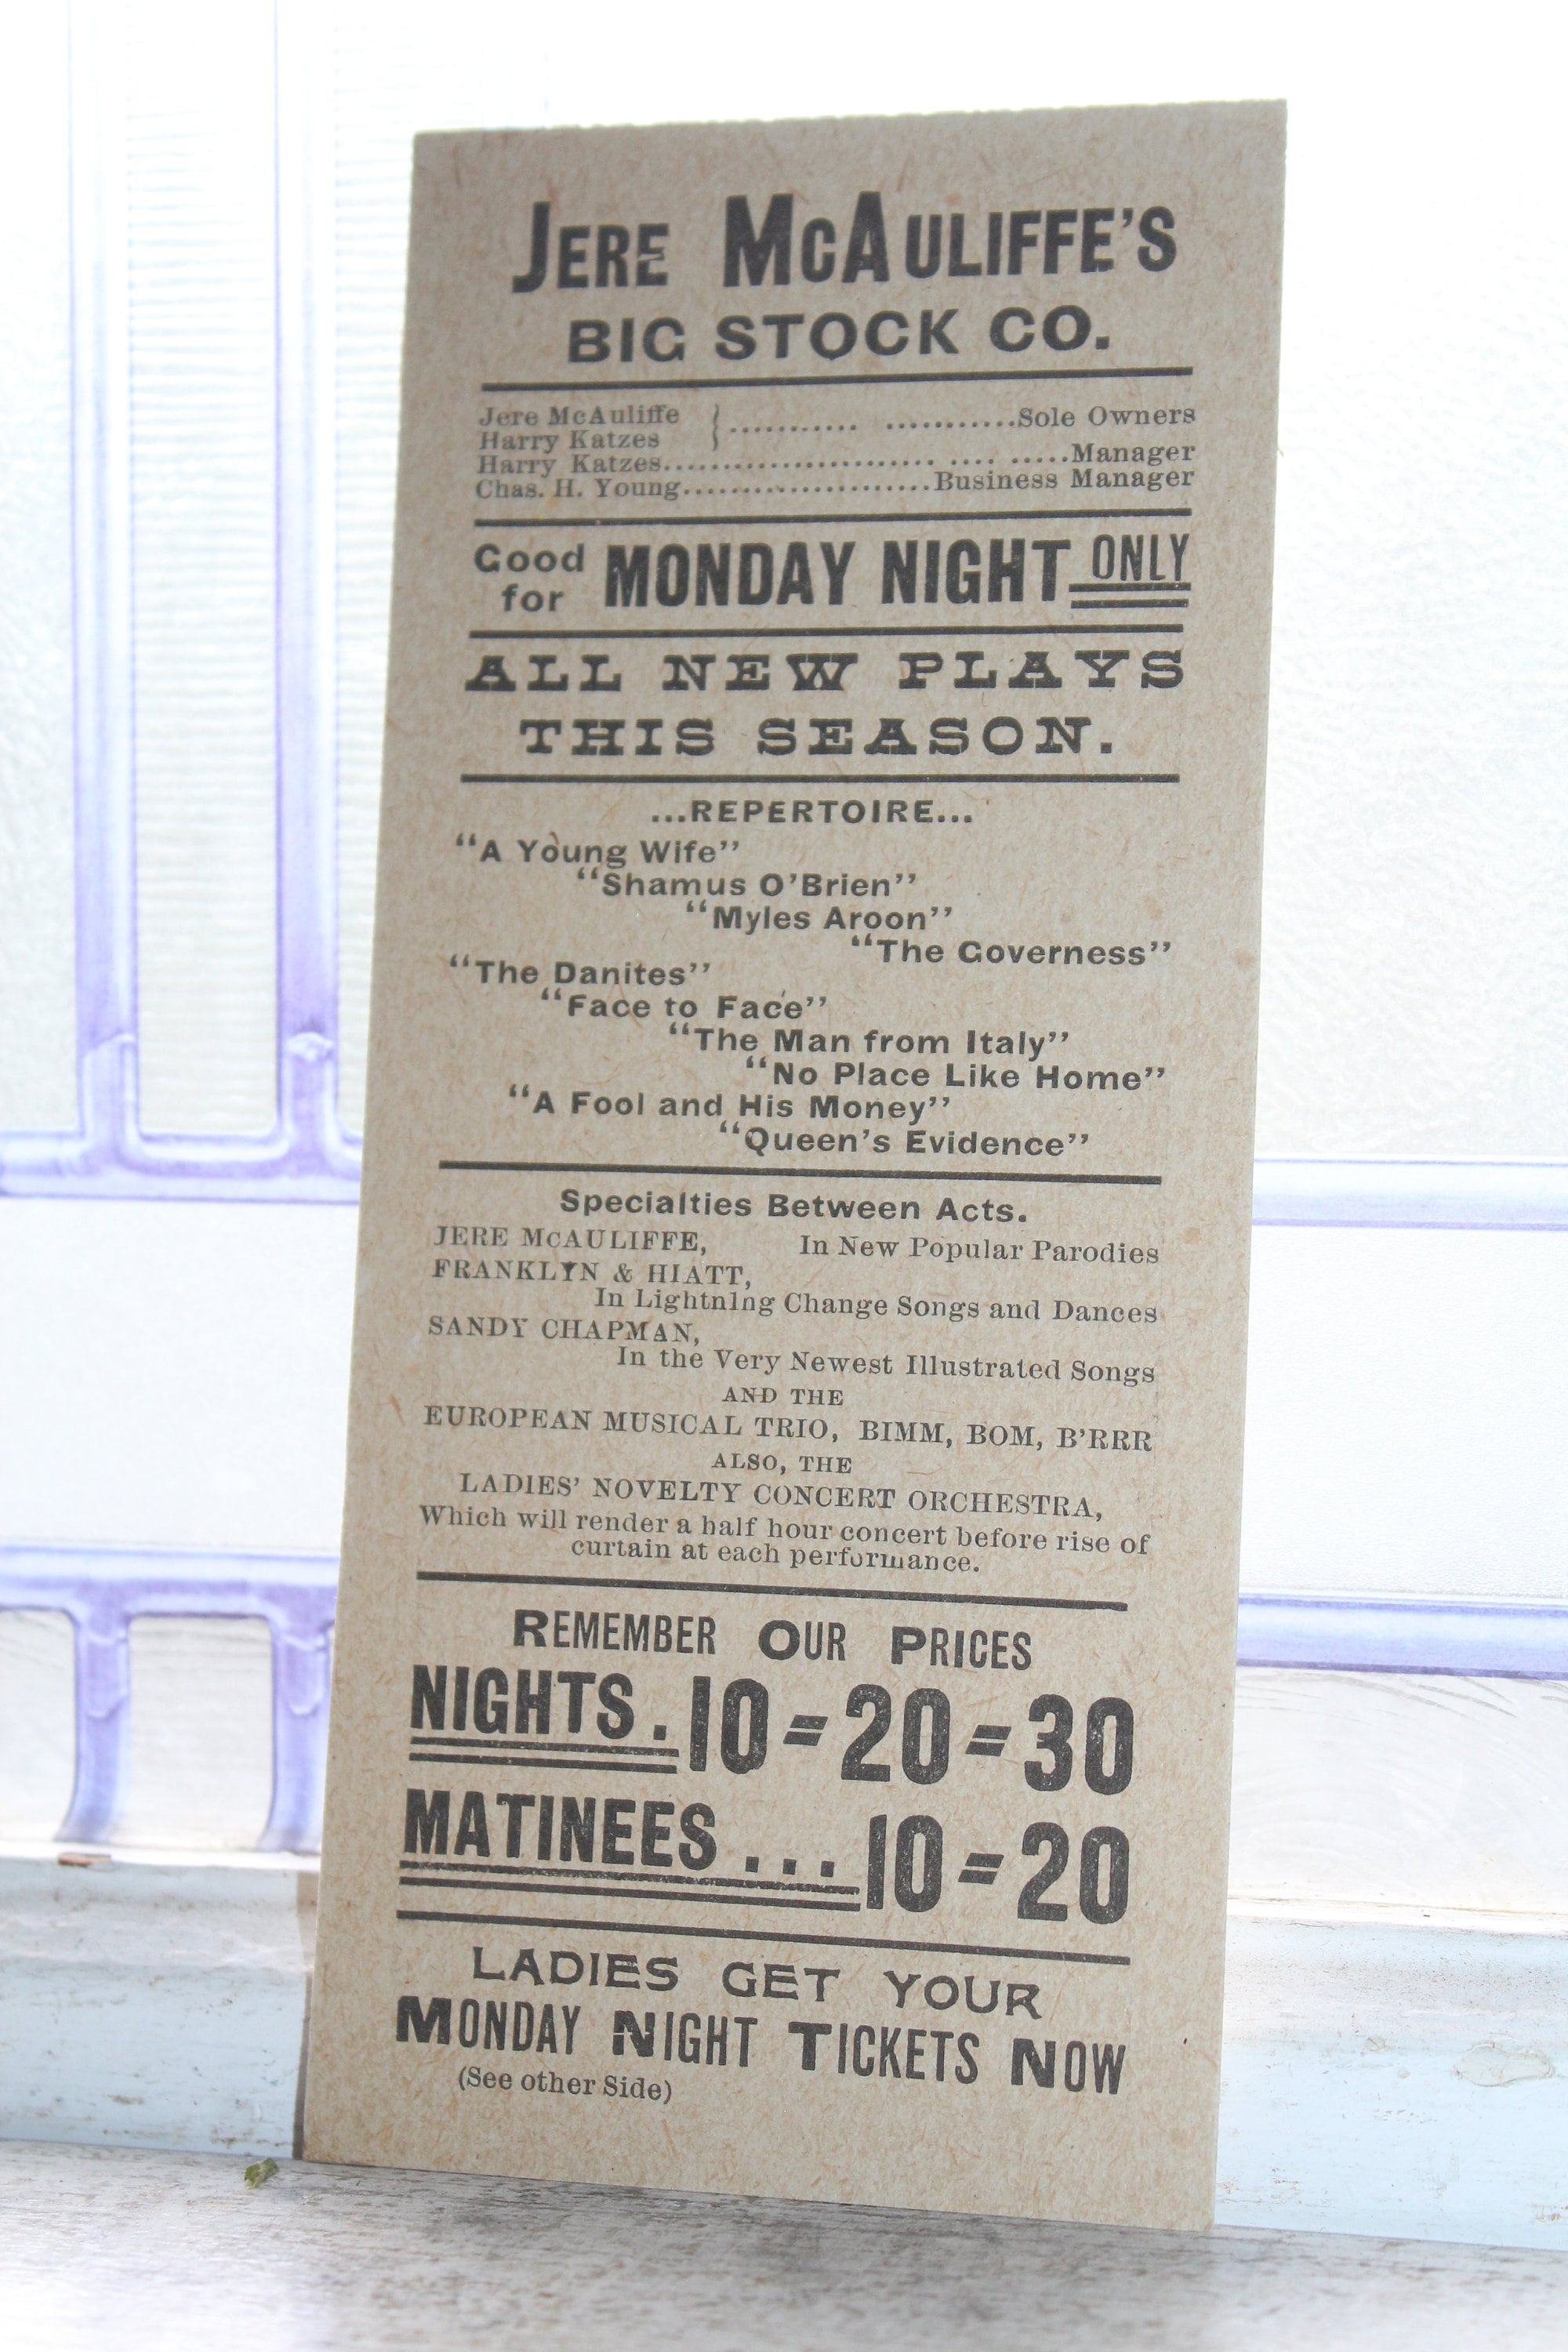 JERE McAULIFFE'S
BIG STOCK CO.
Jere McAuliffe
Harry Katzes } ........... ...........Sole Owners
Harry Katzes....................... .... .....Manager
Chas. H. Young.....................Business Manager
Good for MONDAY NIGHT ONLY
ALL NEW PLAYS
THIS SEASON.
...REPERTOIRE...
"A Young Wife"
"Shamus O'Brien"
"Myles Aroon"
"The Governess"
"The Danites"
"Face to Face"
"The Man from Italy"
"No Place Like Home"
"A Fool and His Money"
"Queen's Evidence"
Specialties Between Acts.
JERE McAULIFFE, In New Popular Parodies
FRANKLYN & HIATT,
In Lightning Change Songs and Dances
SANDY CHAPMAN,
In the Very Newest Illustrated Songs
AND THE
EUROPEAN MUSICAL TRIO, BIMM, BOM, B'RRR
ALSO, THE
LADIES' NOVELTY CONCERT ORCHESTRA,
Which will render a half hour concert before rise of
curtain at each performance.
REMEMBER OUR PRICES
NIGHTS . 10=20=30
MATINEES ... 10=20
LADIES GET YOUR
MONDAY NIGHT TICKETS NOW
(See other Side)